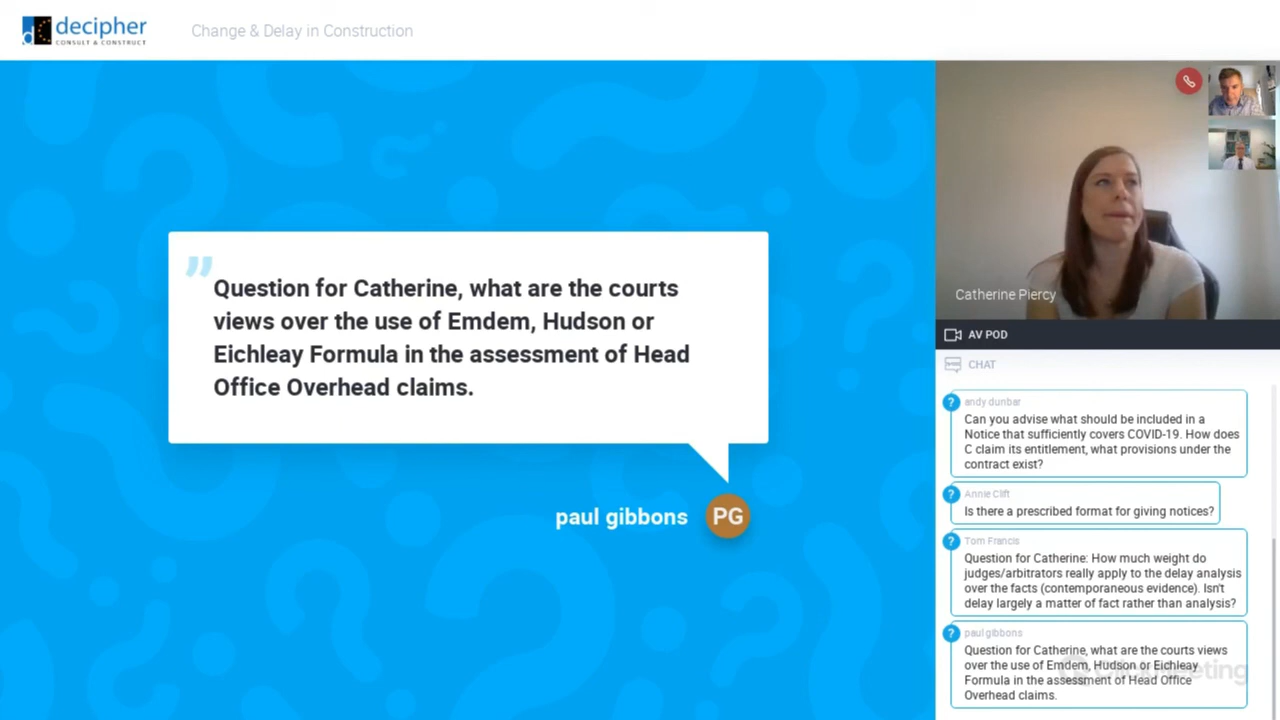 decipher
CONSULT & CONSTRUCT
Change & Delay in Construction
Question for Catherine, what are the courts
views over the use of Emdem, Hudson or
Eichleay Formula in the assessment of Head
Office Overhead claims.
paul gibbons
PG
Catherine Piercy
AV POD
CHAT
? andy dunbar
Can you advise what should be included in a
Notice that sufficiently covers COVID-19. How does
C claim its entitlement, what provisions under the
contract exist?
? Annie Clift
Is there a prescribed format for giving notices?
? Tom Francis
Question for Catherine: How much weight do
judges/arbitrators really apply to the delay analysis
over the facts (contemporaneous evidence). Isn't
delay largely a matter of fact rather than analysis?
? paul gibbons
Question for Catherine, what are the courts views
over the use of Emdem, Hudson or Eichleay
Formula in the assessment of Head Office
Overhead claims.
ClickMeeting